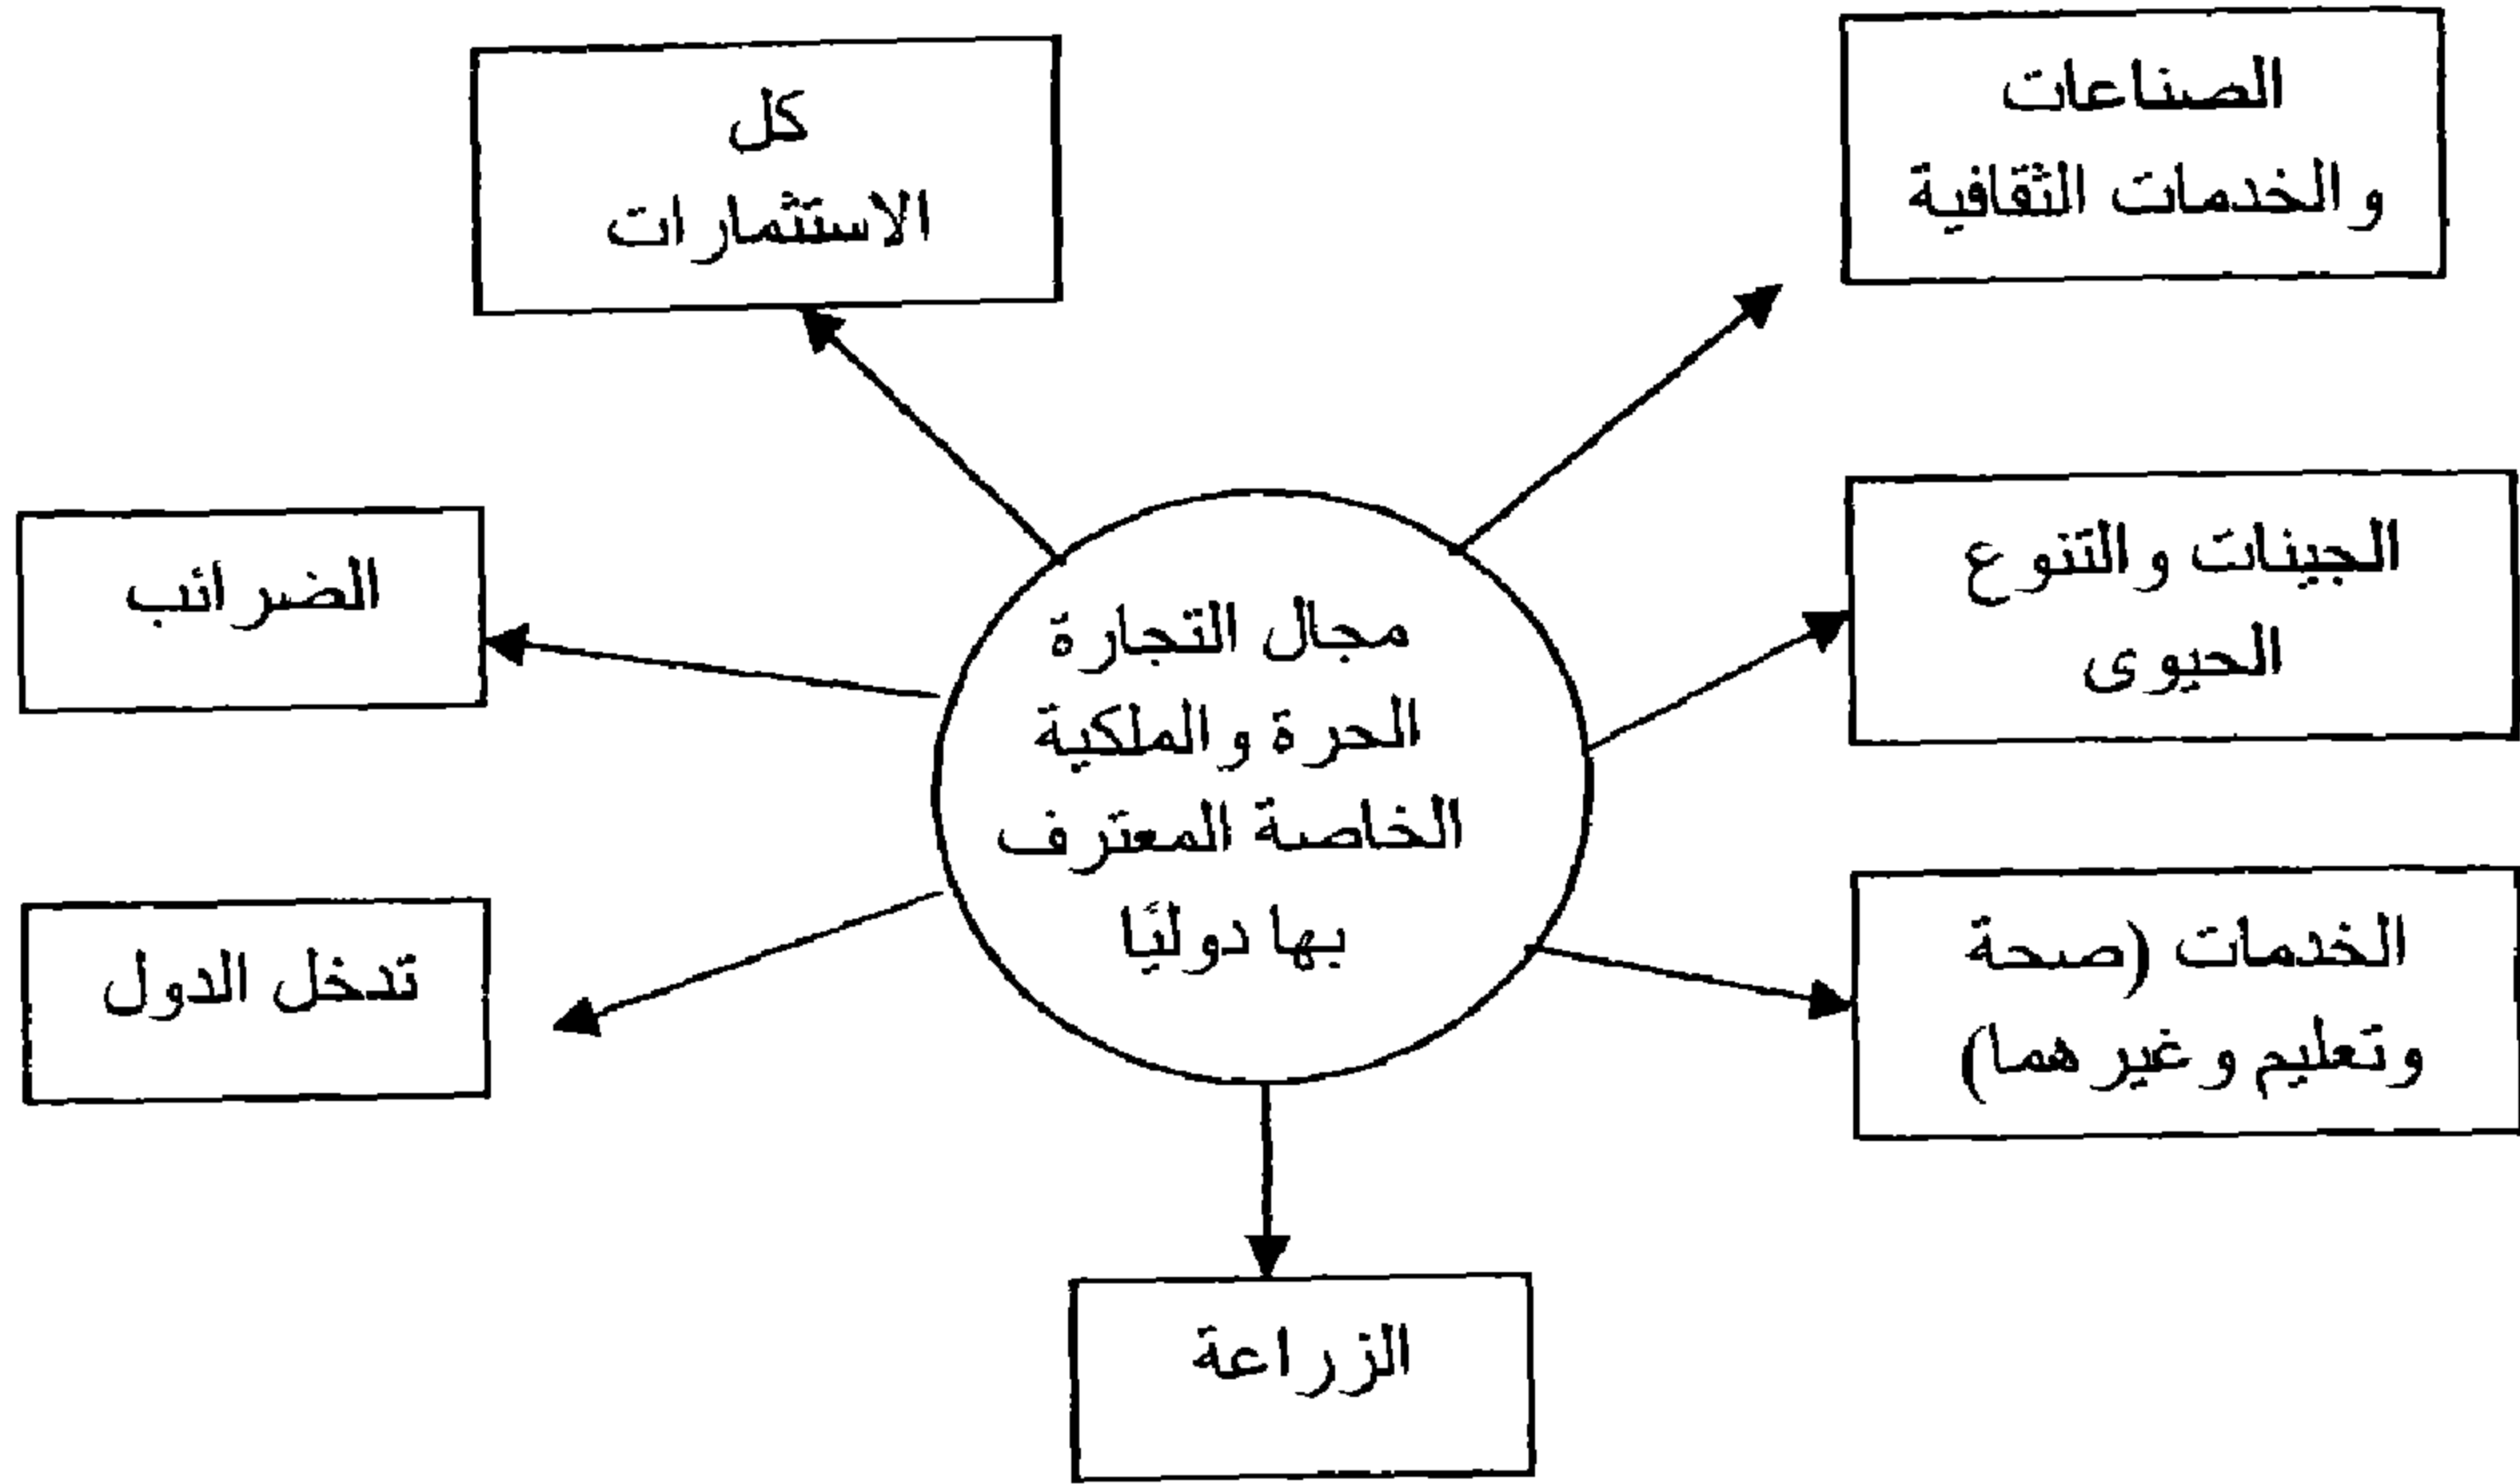 الصناعات
والخدمات الثقافية
كل
الاستثمارات
الجينات والتنوع
الحيوى
الضرائب
مجال التجارة
الحرة والملكية
الخاصة المعترف
بها دوليًا
الخدمات (صحة
وتعليم وغيرهما)
تدخل الدول
الزراعة